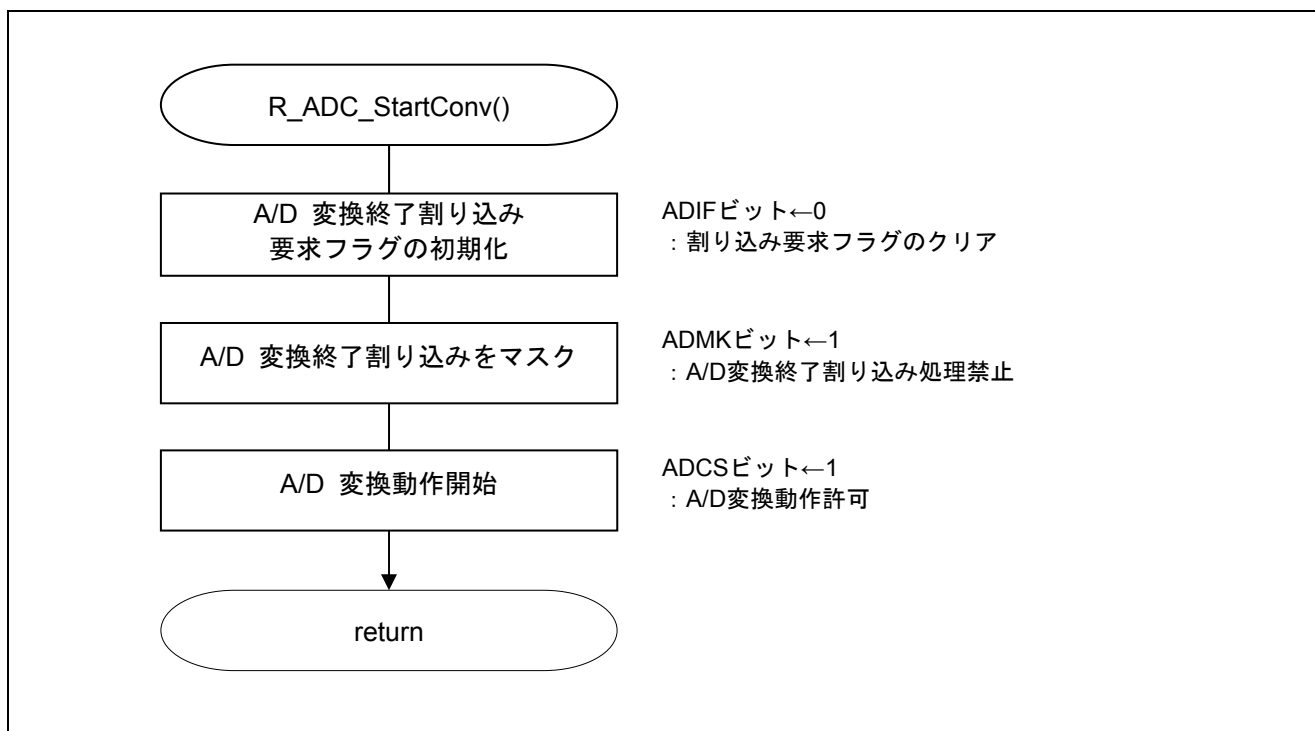 R_ADC_StartConv()
A/D 変換終了割り込み
要求フラグの初期化
ADIFビット←0
：割り込み要求フラグのクリア
A/D 変換終了割り込みをマスク
ADMKビット←1
：A/D変換終了割り込み処理禁止
A/D 変換動作開始
ADCSビット←1
：A/D変換動作許可
return